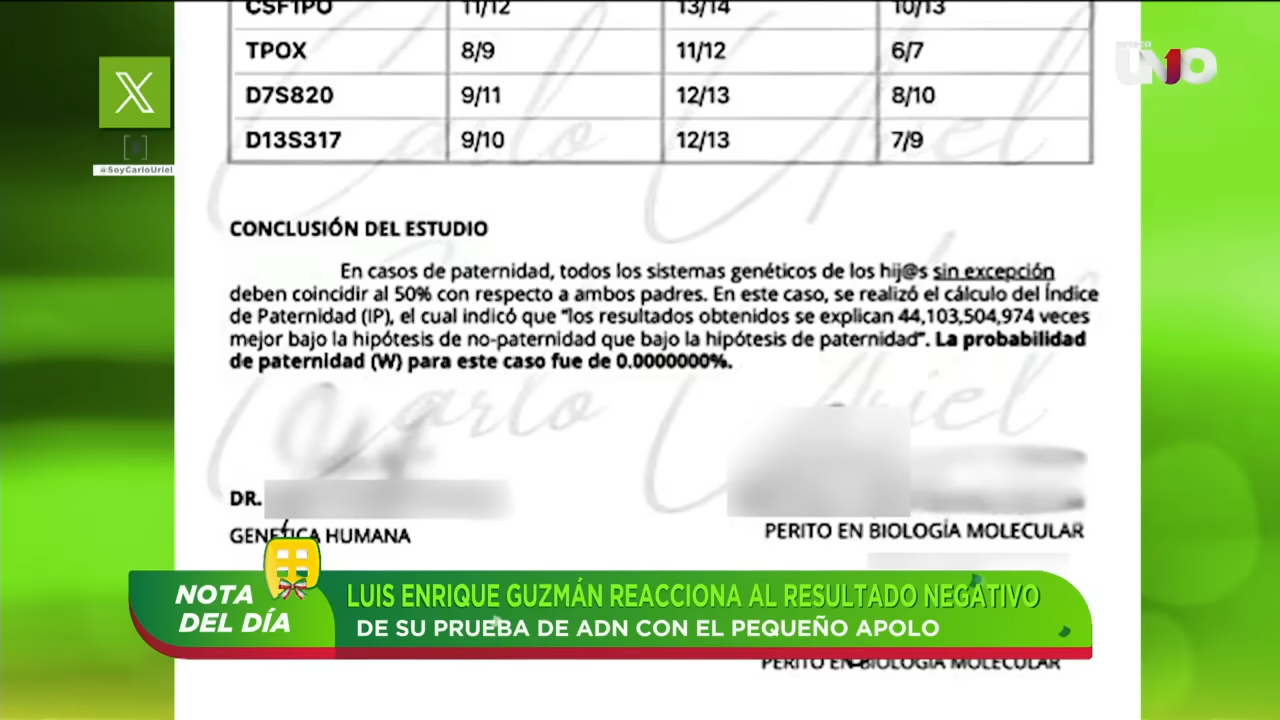 CSF1PO 11/12 13/14 10/13
TPOX 8/9 11/12 6/7
D7S820 9/11 12/13 8/10
D13S317 9/10 12/13 7/9
azteca UNO
#SoyCarloUriel
Carlo Uriel
CONCLUSIÓN DEL ESTUDIO
En casos de paternidad, todos los sistemas genéticos de los hij@s sin excepción
deben coincidir al 50% con respecto a ambos padres. En este caso, se realizó el cálculo del Índice
de Paternidad (IP), el cual indicó que “los resultados obtenidos se explican 44,103,504,974 veces
mejor bajo la hipótesis de no-paternidad que bajo la hipótesis de paternidad”. La probabilidad
de paternidad (W) para este caso fue de 0.0000000%.
Carlo Uriel
DR.
GENÉTICA HUMANA
PERITO EN BIOLOGÍA MOLECULAR
NOTA
DEL DÍA
LUIS ENRIQUE GUZMÁN REACCIONA AL RESULTADO NEGATIVO
DE SU PRUEBA DE ADN CON EL PEQUEÑO APOLO
PERITO EN BIOLOGÍA MOLECULAR